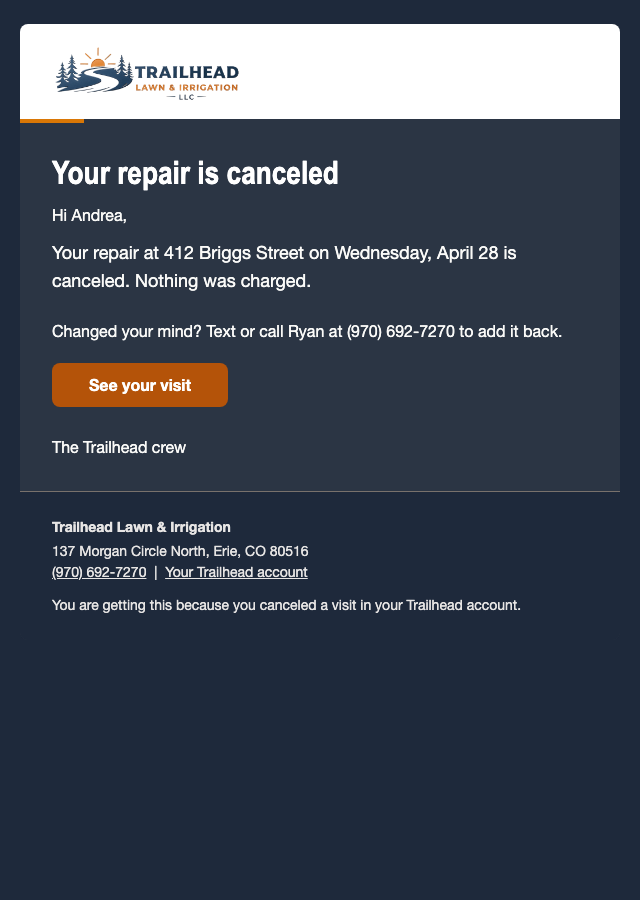 TRAILHEAD
LAWN & IRRIGATION
LLC
Your repair is canceled
Hi Andrea,
Your repair at 412 Briggs Street on Wednesday, April 28 is
canceled. Nothing was charged.
Changed your mind? Text or call Ryan at (970) 692-7270 to add it back.
See your visit
The Trailhead crew
Trailhead Lawn & Irrigation
137 Morgan Circle North, Erie, CO 80516
(970) 692-7270 | Your Trailhead account
You are getting this because you canceled a visit in your Trailhead account.